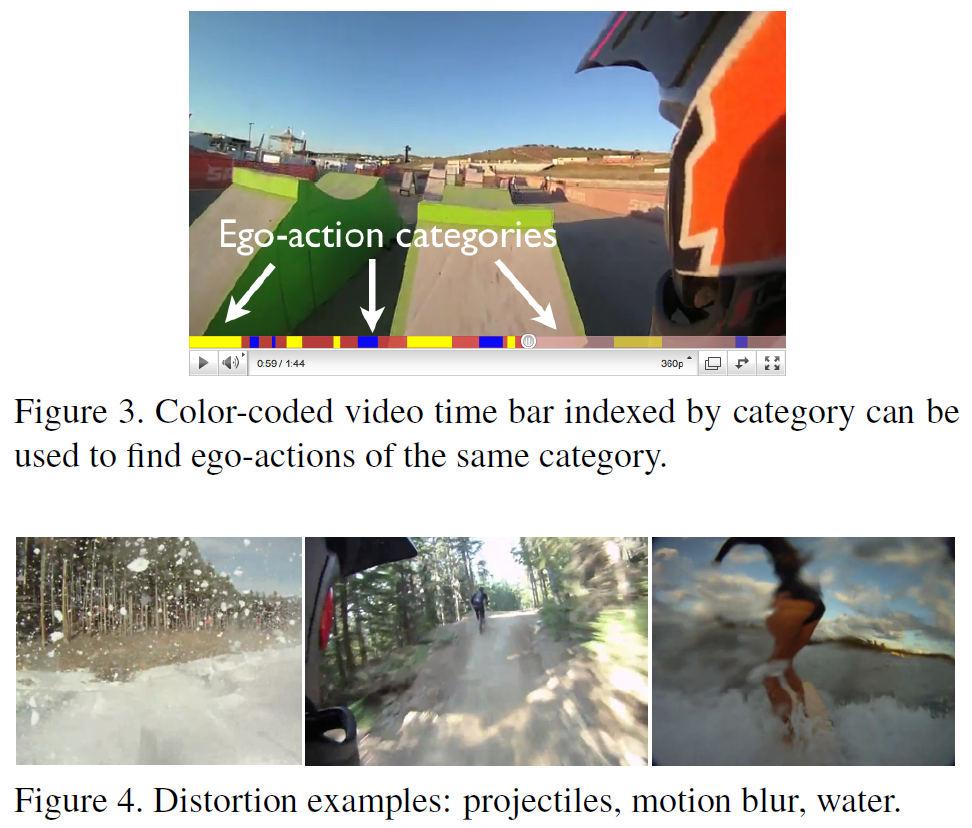 Ego-action categories
0:59 / 1:44
360p
Figure 3. Color-coded video time bar indexed by category can be
used to find ego-actions of the same category.
Figure 4. Distortion examples: projectiles, motion blur, water.